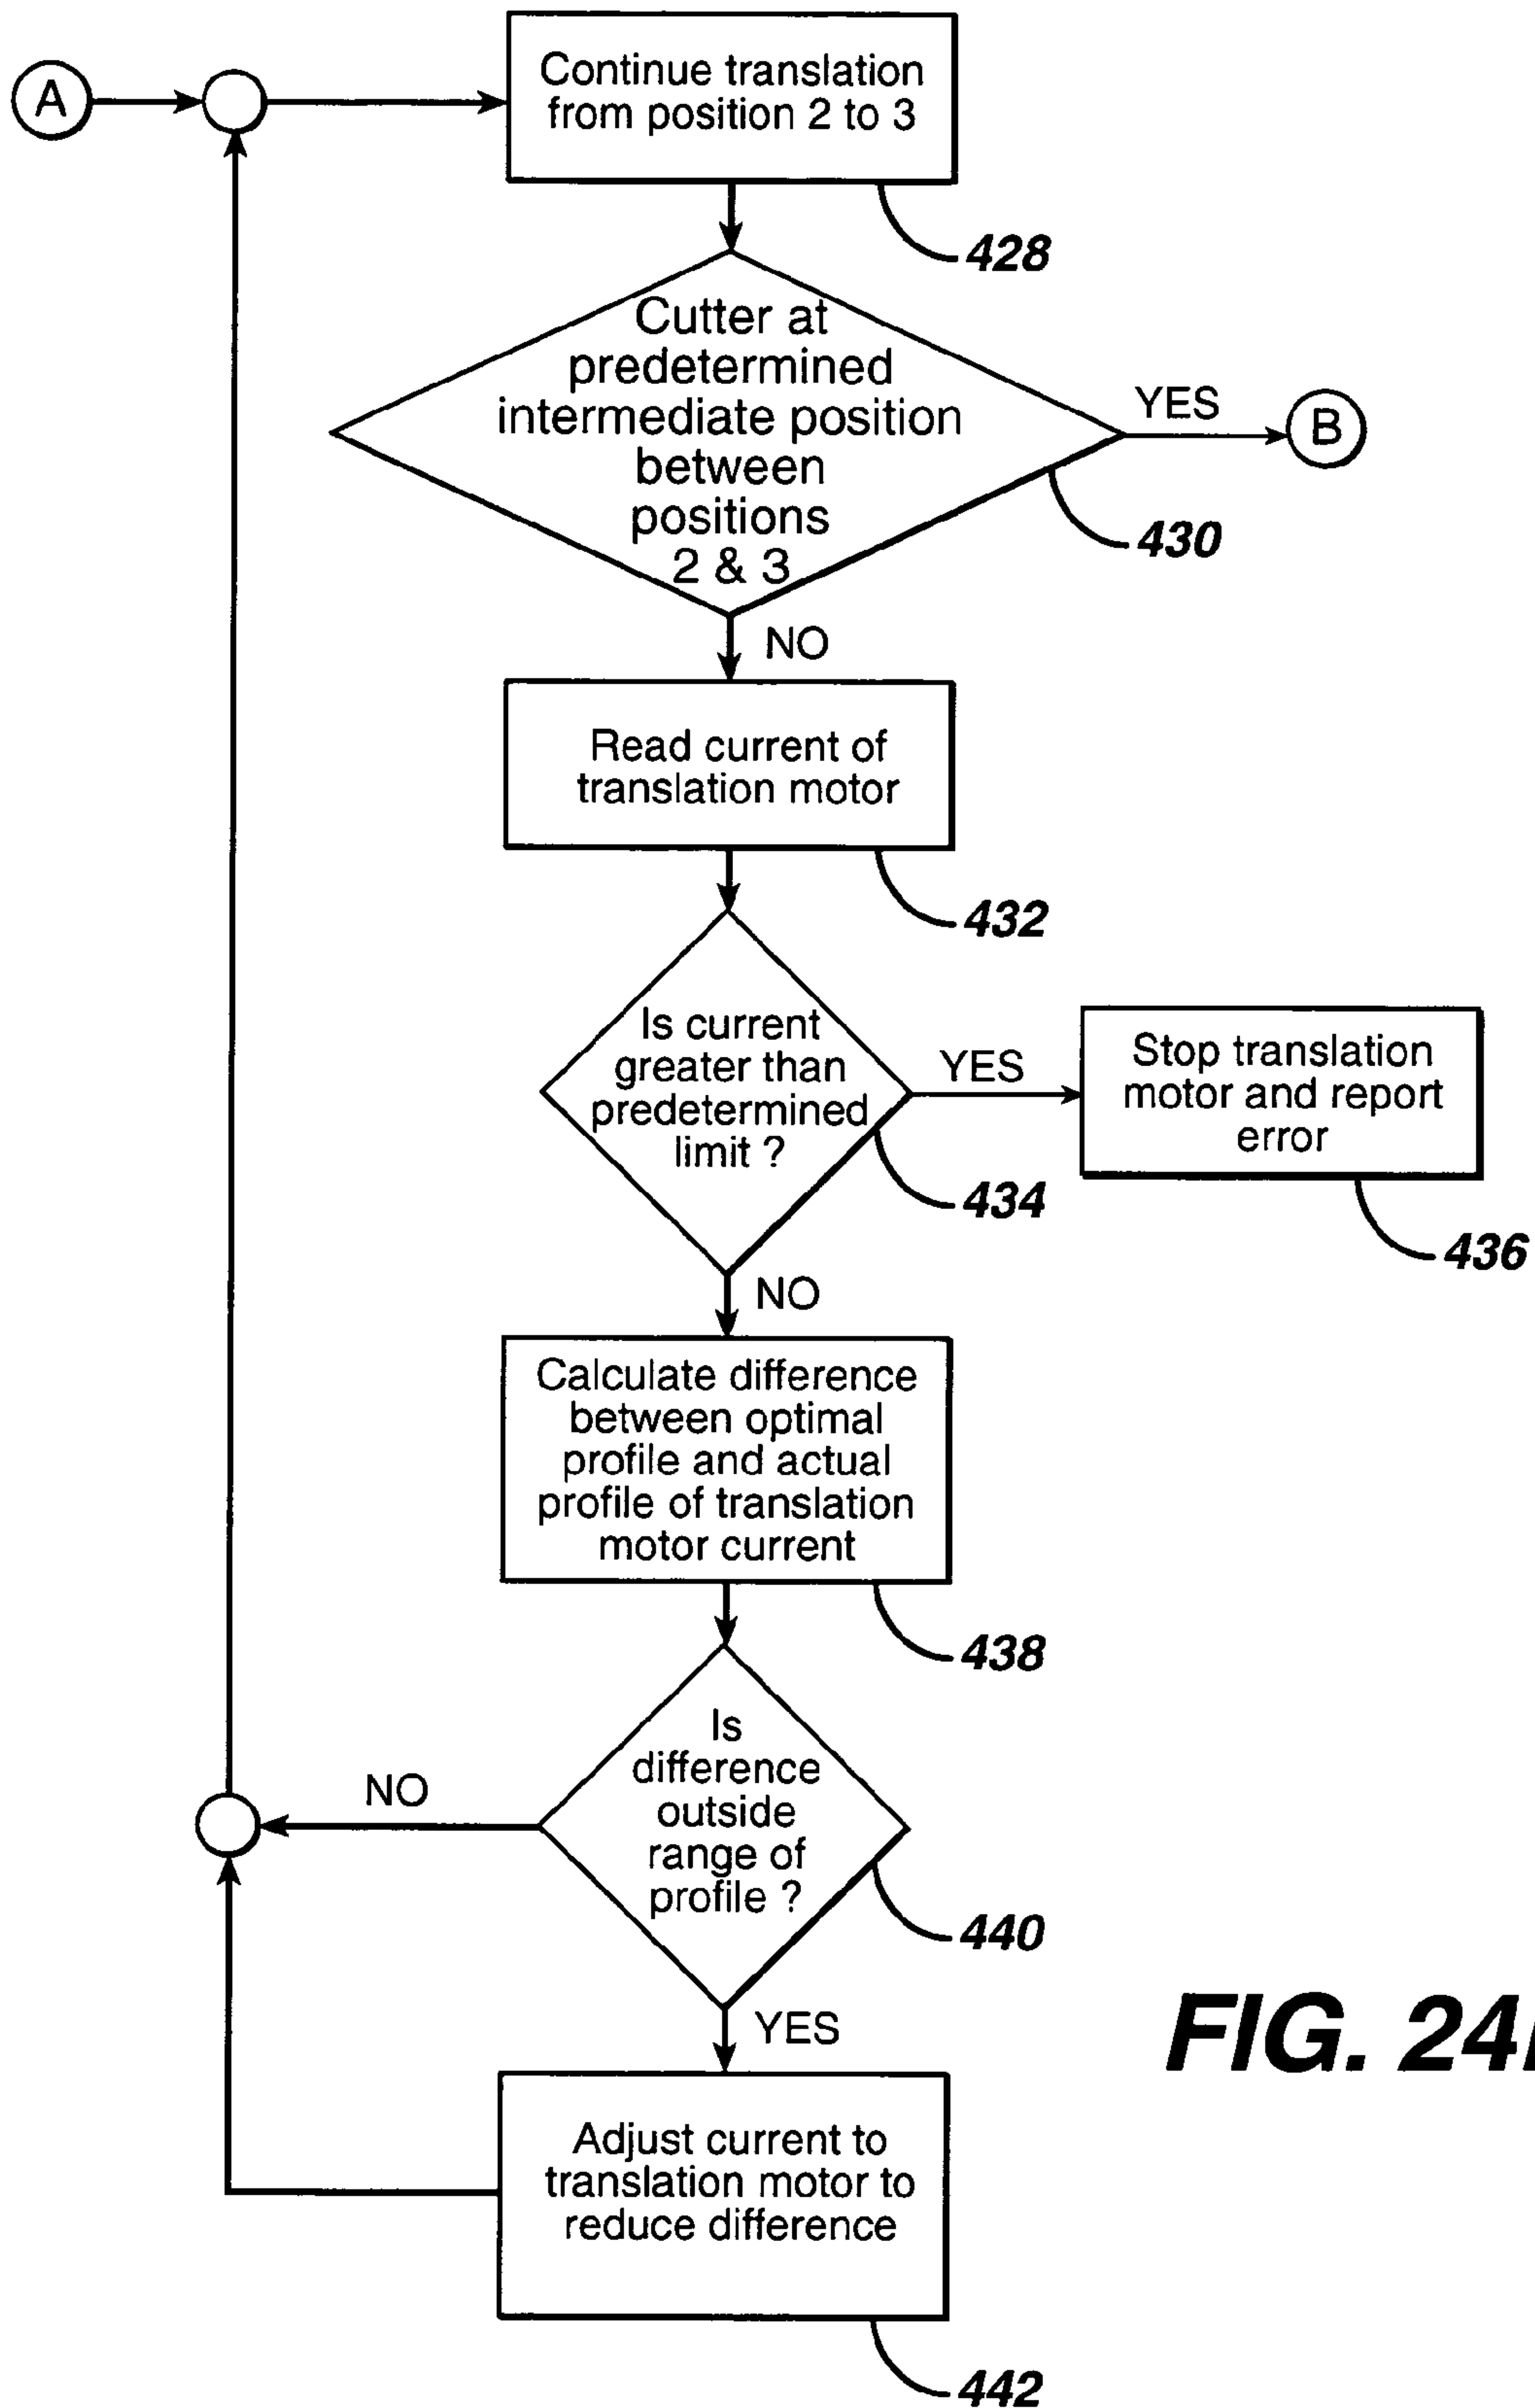 A
Continue translation
from position 2 to 3
428
Cutter at
predetermined
intermediate position
between
positions
2 & 3
YES
B
430
NO
Read current of
translation motor
432
Is current
greater than
predetermined
limit ?
YES
Stop translation
motor and report
error
434
436
NO
Calculate difference
between optimal
profile and actual
profile of translation
motor current
438
Is
difference
outside
range of
profile ?
NO
440
YES
FIG.
Adjust current to
translation motor to
reduce difference
442